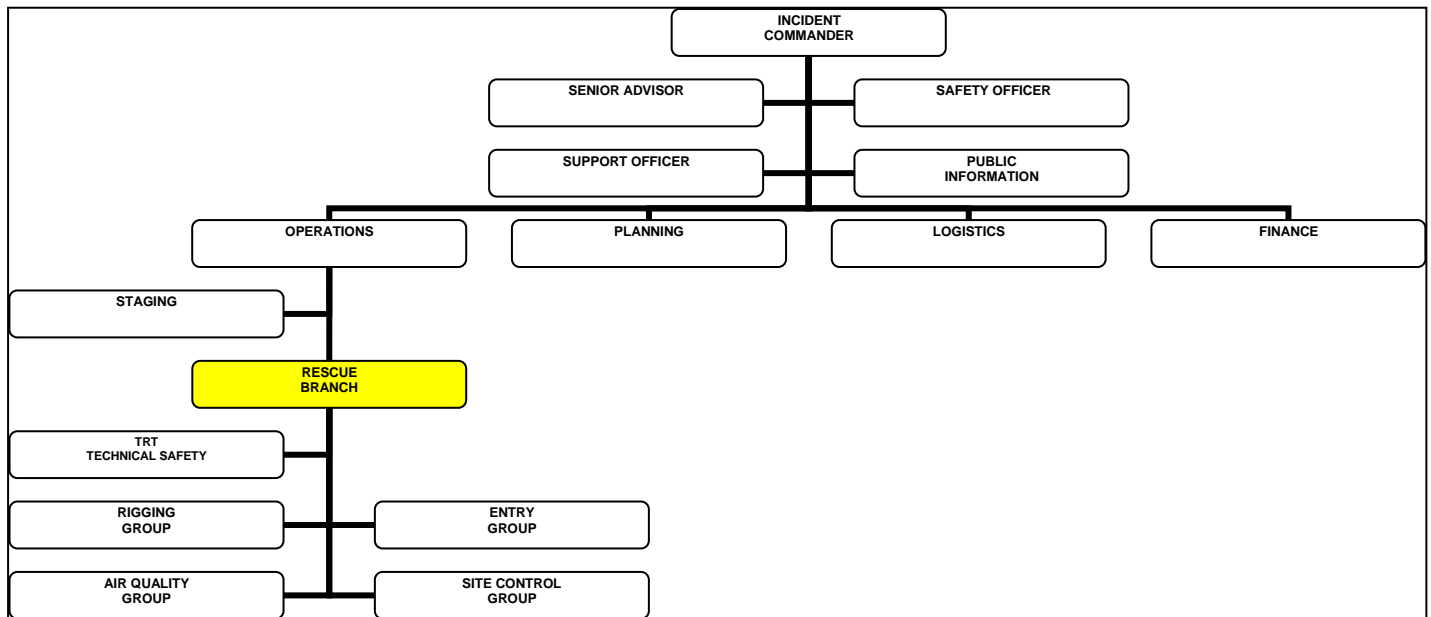 INCIDENT
COMMANDER
SENIOR ADVISOR
SAFETY OFFICER
SUPPORT OFFICER
PUBLIC
INFORMATION
OPERATIONS
PLANNING
LOGISTICS
FINANCE
STAGING
RESCUE
BRANCH
TRT
TECHNICAL SAFETY
RIGGING
GROUP
ENTRY
GROUP
AIR QUALITY
GROUP
SITE CONTROL
GROUP